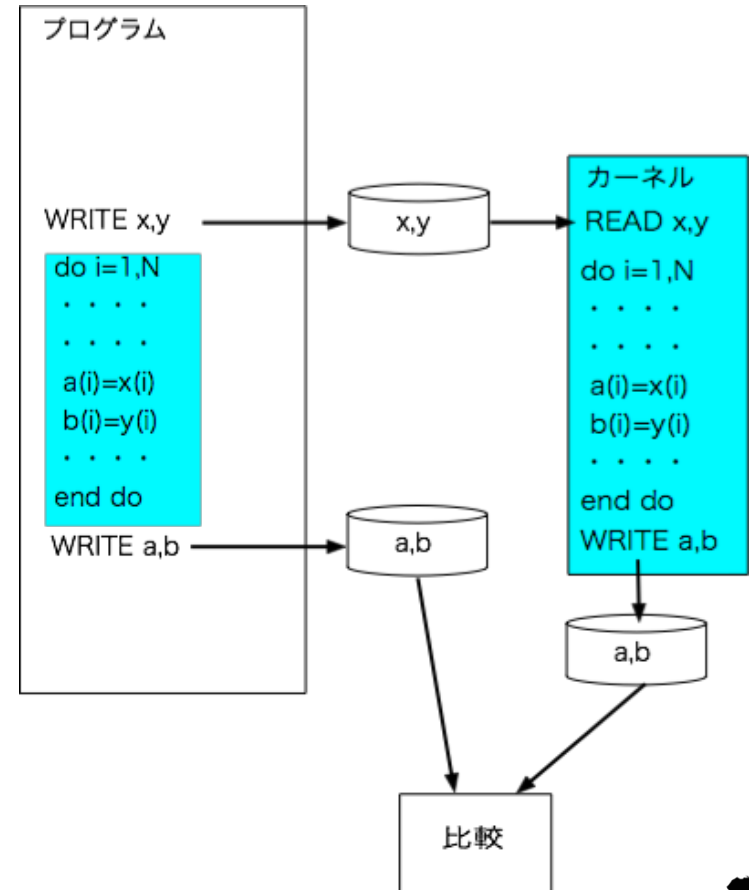 プログラム
WRITE x,y
do i=1,N
・・・・
・・・・
a(i)=x(i)
b(i)=y(i)
・・・・
end do
WRITE a,b
x,y
a,b
カーネル
READ x,y
do i=1,N
・・・・
・・・・
a(i)=x(i)
b(i)=y(i)
・・・・
end do
WRITE a,b
a,b
比較